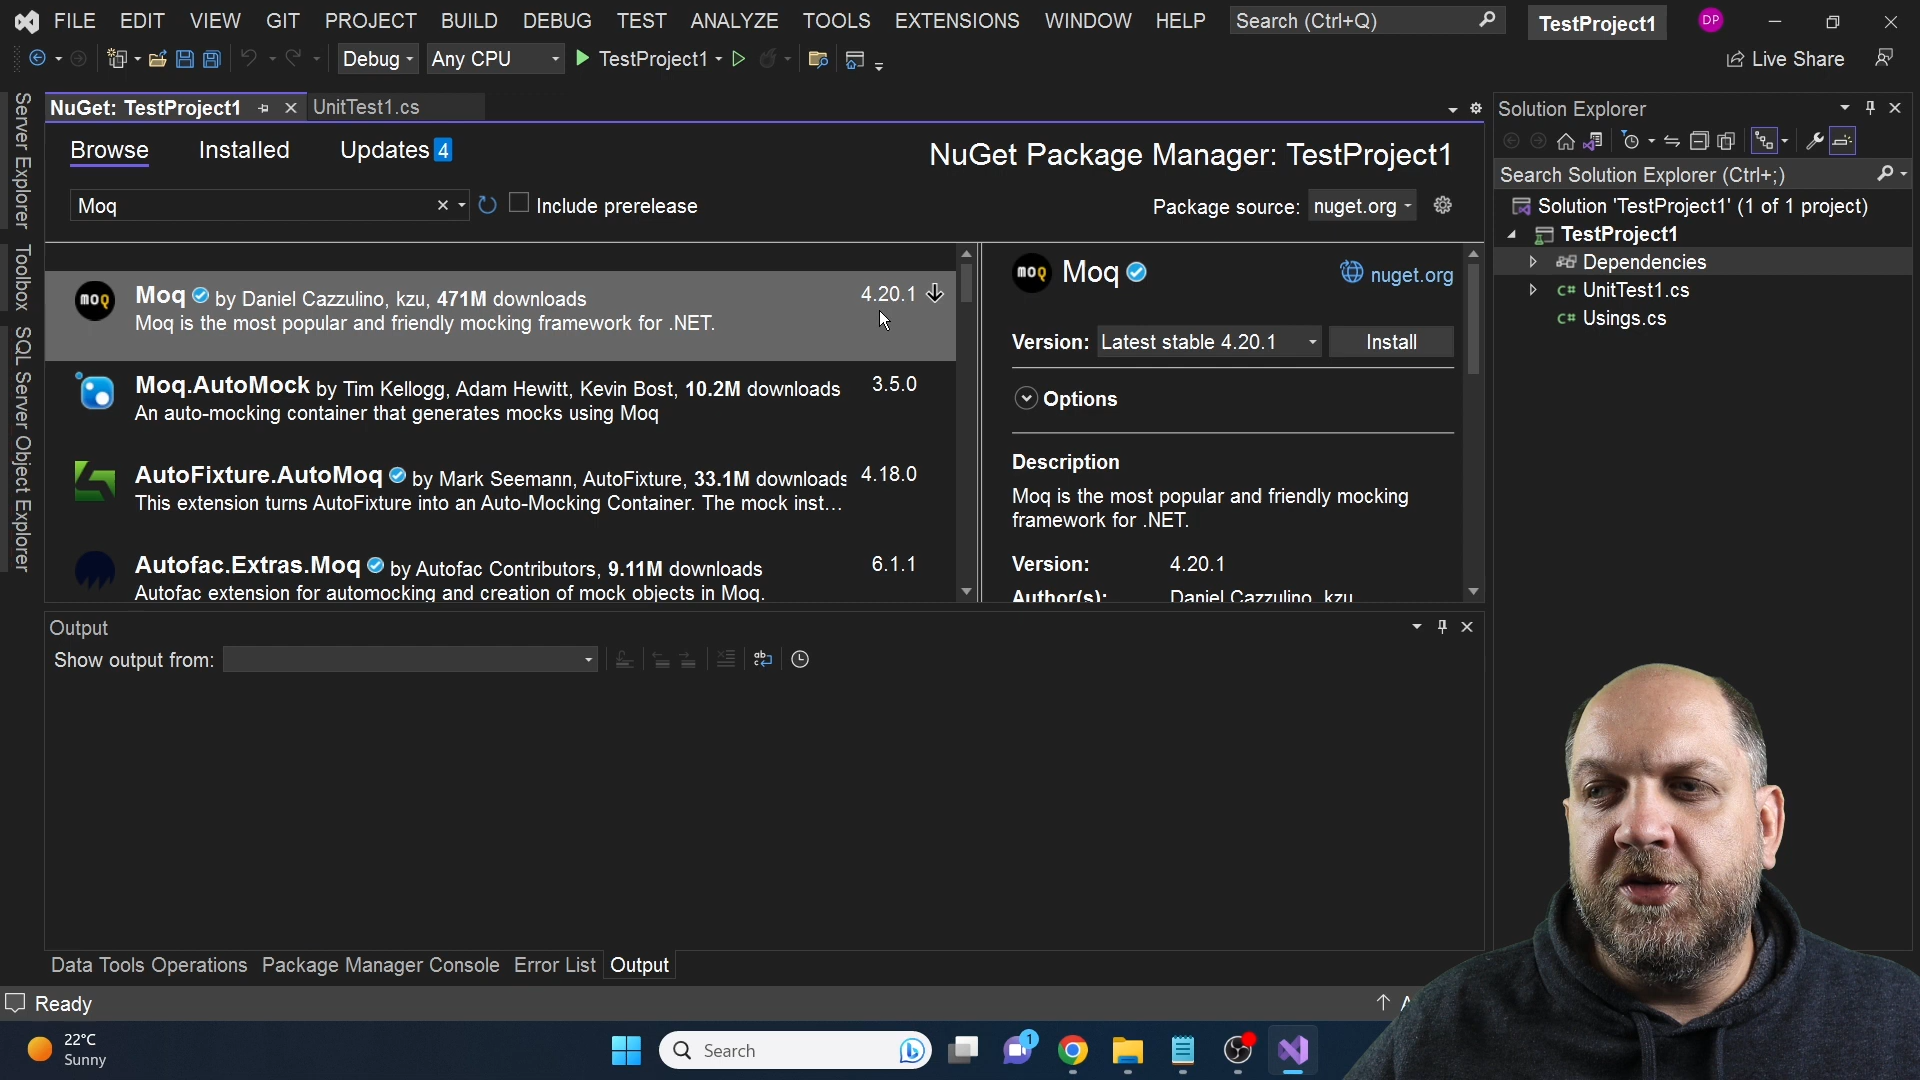 FILE EDIT VIEW GIT PROJECT BUILD DEBUG TEST ANALYZE TOOLS EXTENSIONS WINDOW HELP Search (Ctrl+Q) TestProject1 DP
Debug Any CPU TestProject1 Live Share
Server Explorer
Toolbox
SQL Server Object Explorer
NuGet: TestProject1 UnitTest1.cs
Browse Installed Updates 4
NuGet Package Manager: TestProject1
Moq
Include prerelease
Package source: nuget.org
MOQ
Moq by Daniel Cazzulino, kzu, 471M downloads 4.20.1
Moq is the most popular and friendly mocking framework for .NET.
Moq.AutoMock by Tim Kellogg, Adam Hewitt, Kevin Bost, 10.2M downloads 3.5.0
An auto-mocking container that generates mocks using Moq
AutoFixture.AutoMoq by Mark Seemann, AutoFixture, 33.1M downloads 4.18.0
This extension turns AutoFixture into an Auto-Mocking Container. The mock inst...
Autofac.Extras.Moq by Autofac Contributors, 9.11M downloads 6.1.1
Autofac extension for automocking and creation of mock objects in Moq.
MOQ Moq nuget.org
Version: Latest stable 4.20.1 Install
Options
Description
Moq is the most popular and friendly mocking
framework for .NET.
Version: 4.20.1
Author(s): Daniel Cazzulino, kzu
Solution Explorer
Search Solution Explorer (Ctrl+;)
Solution 'TestProject1' (1 of 1 project)
TestProject1
Dependencies
C# UnitTest1.cs
C# Usings.cs
Output
Show output from:
Data Tools Operations Package Manager Console Error List Output
Ready
22°C
Sunny
Search
1